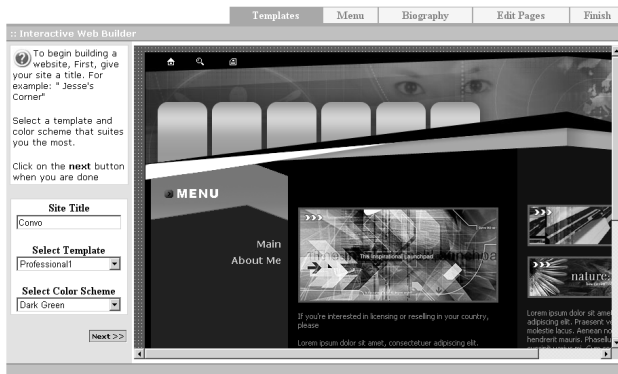 Templates Menu Biography Edit Pages Finish
:: Interactive Web Builder
To begin building a
website, First, give
your site a title. For
example: " Jesse's
Corner"
Select a template and
color scheme that suites
you the most.
Click on the next button
when you are done
Site Title
Convo
Select Template
Professional1
Select Color Scheme
Dark Green
Next >>
MENU
Main
About Me
The Inspirational Launchpad
If you're interested in licensing or reselling in your country,
please
Lorem ipsum dolor sit amet, consectetuer adipiscing elit.
nature:
Lorem ipsum dolor sit amet
adipiscing elit. Praesent ve
molestie lacus. Aenean no
hendrerit mauris. Phasellu